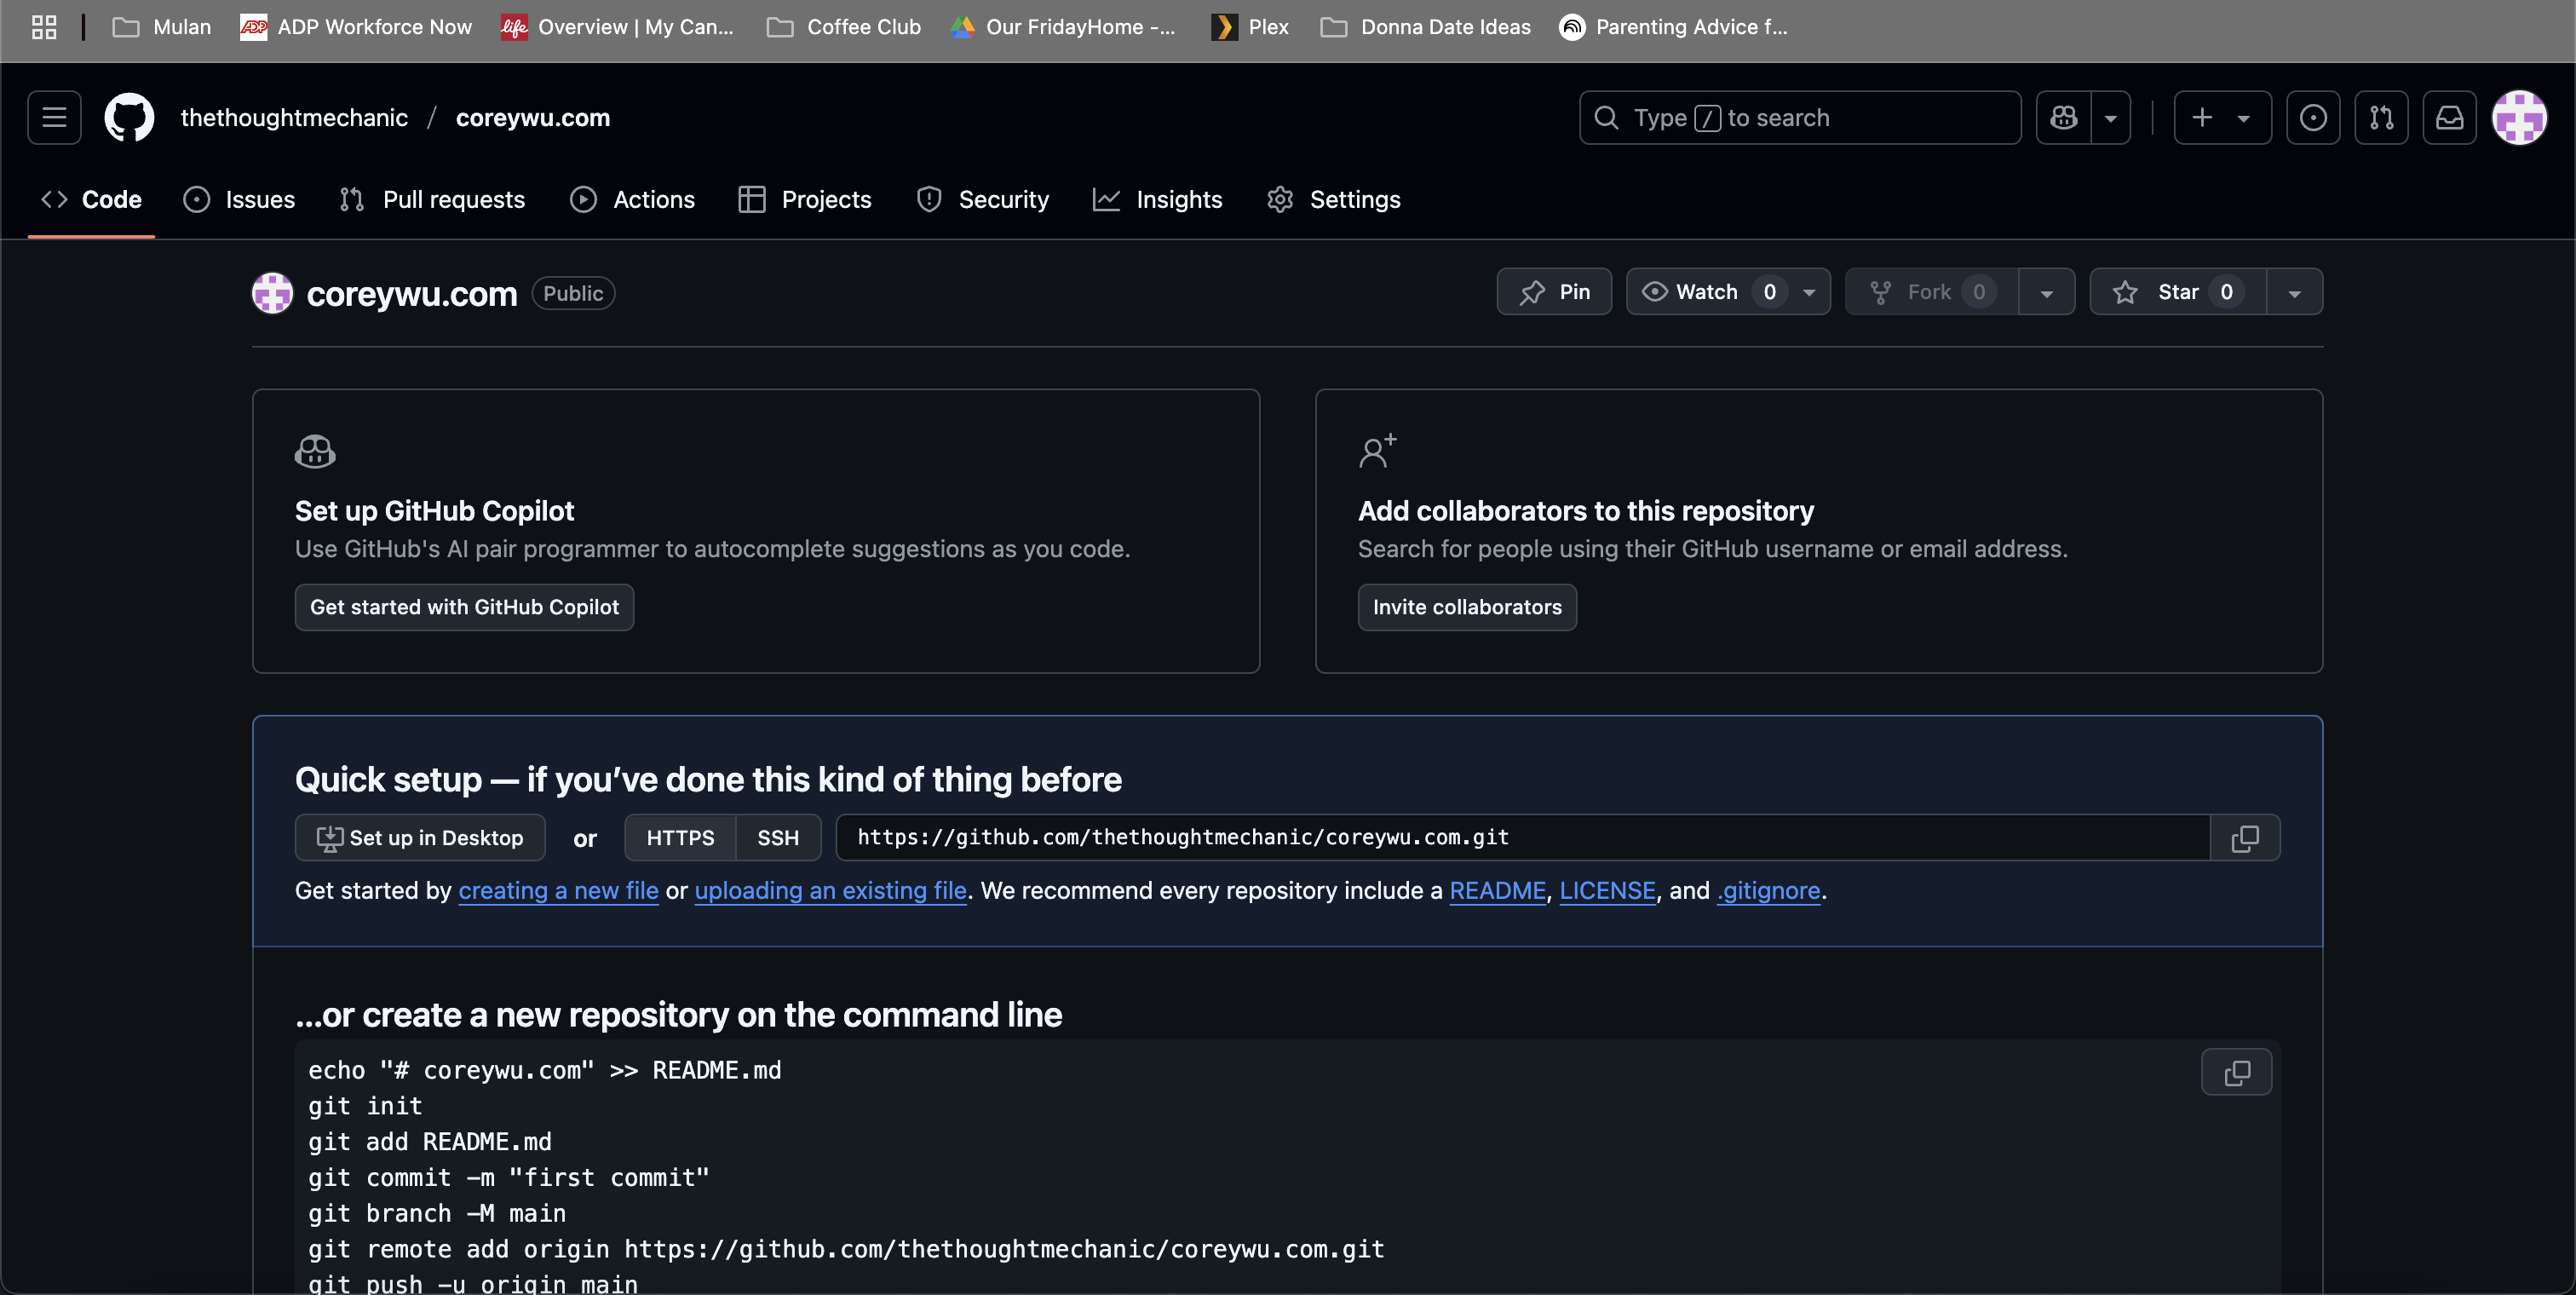 Mulan ADP Workforce Now life Overview | My Can... Coffee Club Our FridayHome -... Plex Donna Date Ideas Parenting Advice f...
thethoughtmechanic / coreywu.com Type / to search
Code Issues Pull requests Actions Projects Security Insights Settings
coreywu.com Public Pin Watch 0 Fork 0 Star 0
Set up GitHub Copilot
Use GitHub's AI pair programmer to autocomplete suggestions as you code.
Get started with GitHub Copilot
Add collaborators to this repository
Search for people using their GitHub username or email address.
Invite collaborators
Quick setup — if you’ve done this kind of thing before
Set up in Desktop or HTTPS SSH https://github.com/thethoughtmechanic/coreywu.com.git
Get started by creating a new file or uploading an existing file. We recommend every repository include a README, LICENSE, and .gitignore.
...or create a new repository on the command line
echo "# coreywu.com" >> README.md
git init
git add README.md
git commit -m "first commit"
git branch -M main
git remote add origin https://github.com/thethoughtmechanic/coreywu.com.git
git push -u origin main